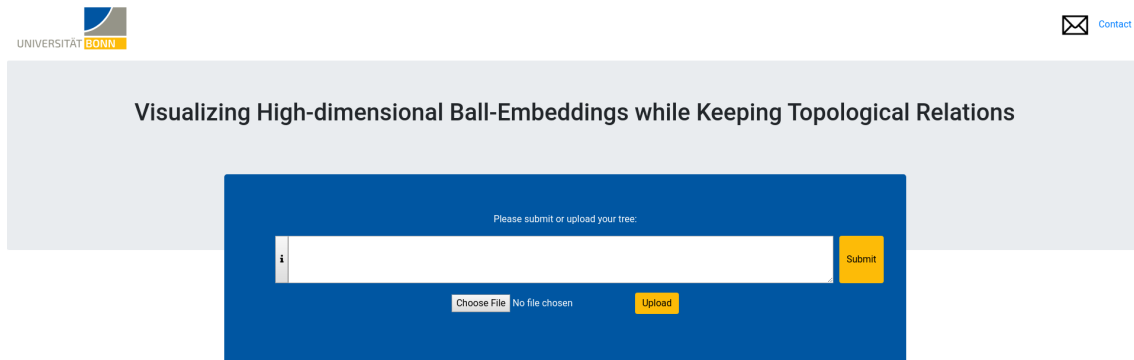 UNIVERSITÄT BONN
Contact
Visualizing High-dimensional Ball-Embeddings while Keeping Topological Relations
Please submit or upload your tree:
i
Submit
Choose File No file chosen
Upload